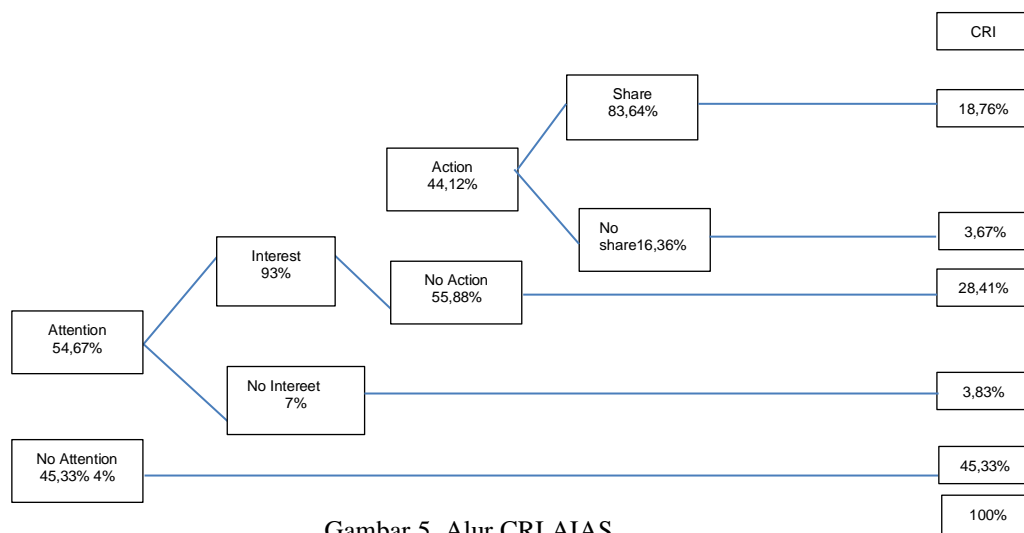 CRI
Share
83,64%
18,76%
Action
44,12%
No
share16,36%
3,67%
Interest
93%
No Action
55,88%
28,41%
Attention
54,67%
No Intereet
7%
3,83%
No Attention
45,33% 4%
45,33%
100%
Gambar 5. Alur CRI AIAS